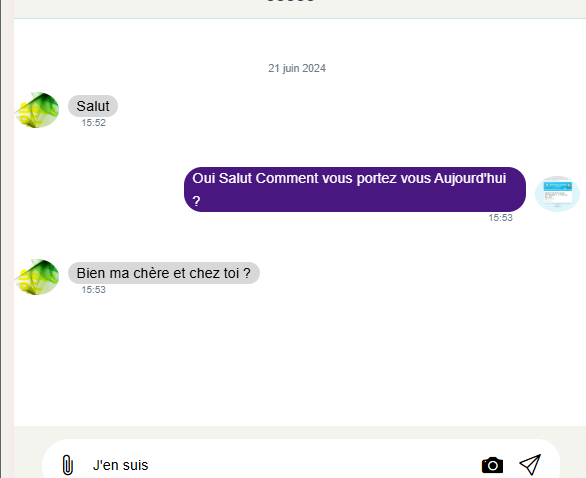 21 juin 2024
Salut
15:52
Oui Salut Comment vous portez vous Aujourd'hui
?
15:53
Bien ma chère et chez toi ?
15:53
J'en suis